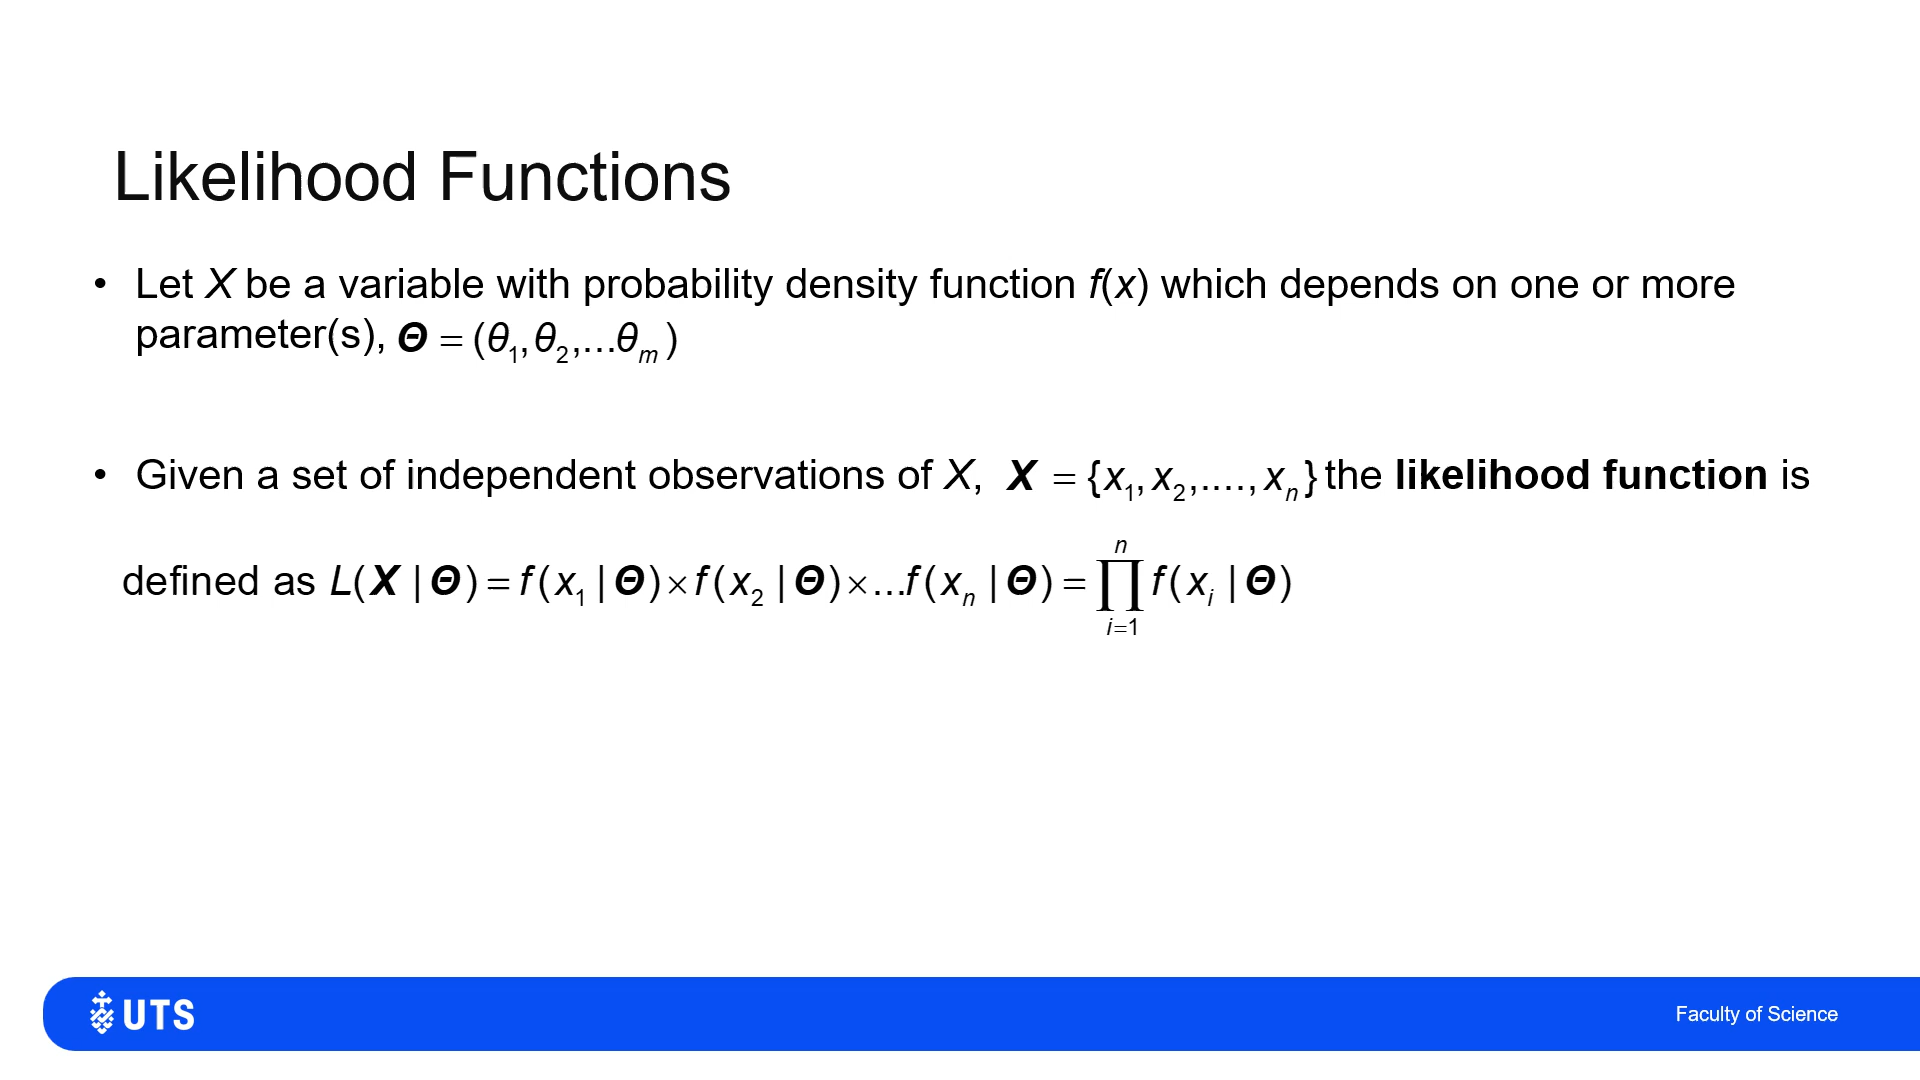 Likelihood Functions
• Let X be a variable with probability density function f(x) which depends on one or more
parameter(s), Θ = (θ₁,θ₂,...θₘ)
• Given a set of independent observations of X, X = {x₁,x₂,....,xₙ} the likelihood function is
defined as L(X | Θ) = f(x₁ | Θ) × f(x₂ | Θ) × ...f(xₙ | Θ) = ∏ⁿᵢ₌₁ f(xᵢ | Θ)
UTS
Faculty of Science